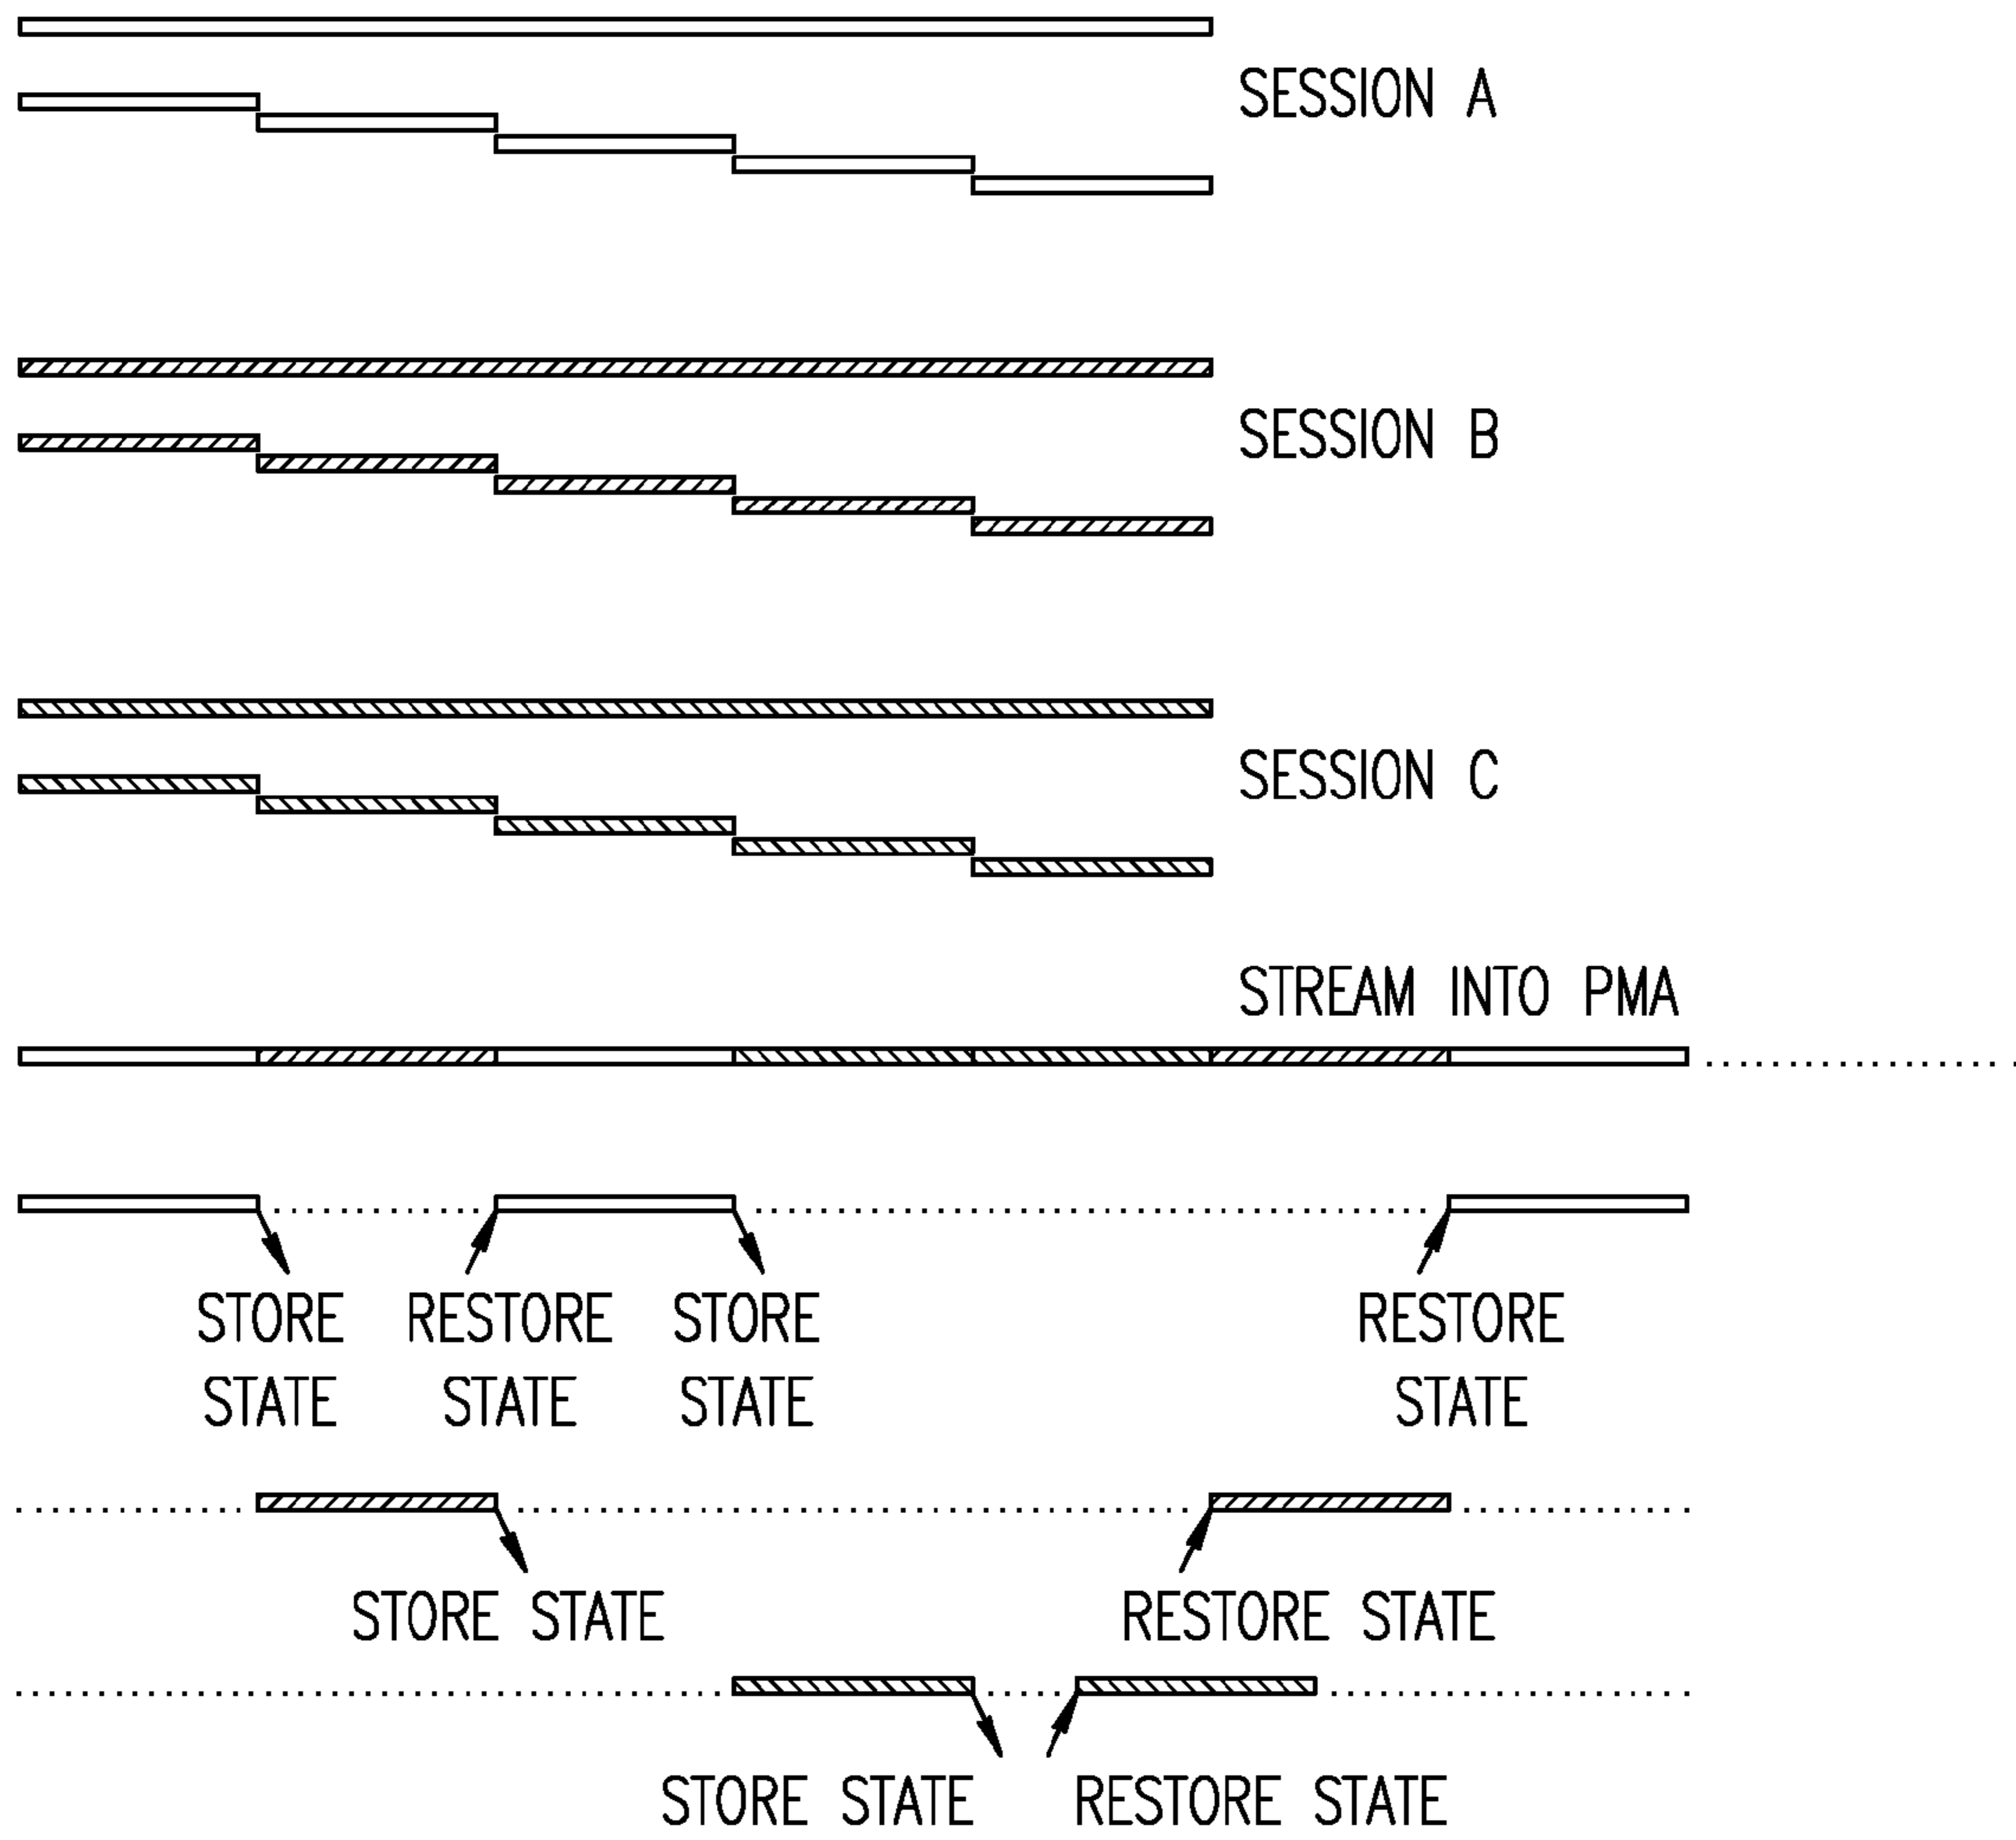 SESSION A
SESSION B
SESSION C
STREAM INTO PMA
STORE STATE
RESTORE STATE
STORE STATE
RESTORE STATE
STORE STATE
RESTORE STATE
STORE STATE
RESTORE STATE